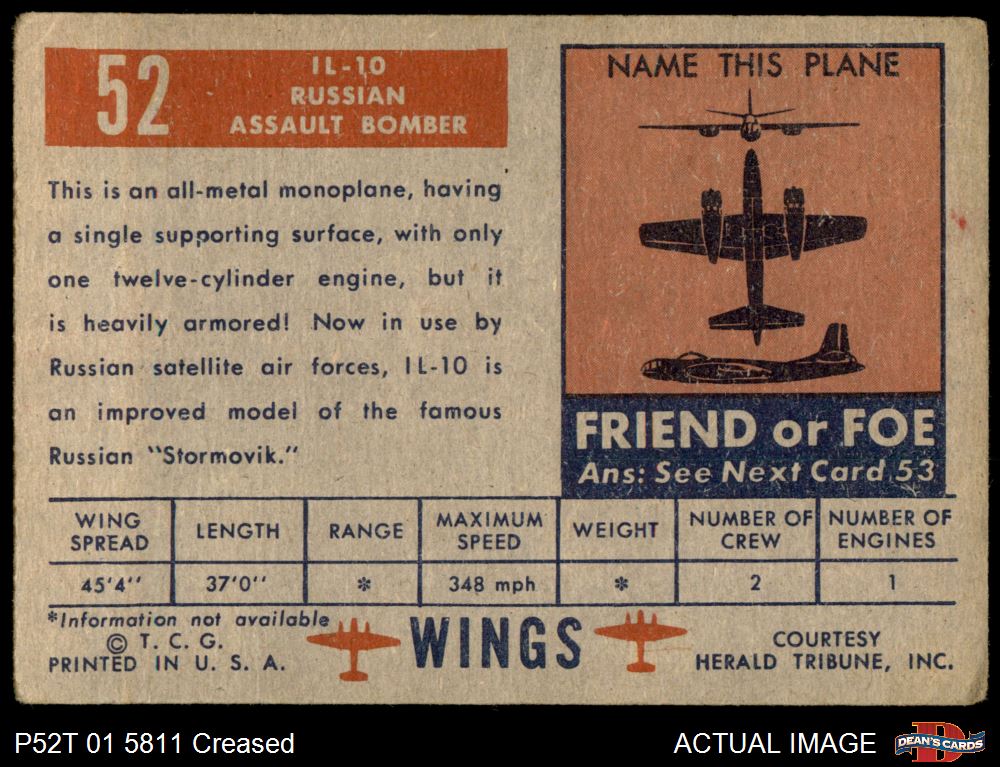 52
IL-10
RUSSIAN
ASSAULT BOMBER
This is an all-metal monoplane, having
a single supporting surface, with only
one twelve-cylinder engine, but it
is heavily armored! Now in use by
Russian satellite air forces, IL-10 is
an improved model of the famous
Russian "Stormovik."
NAME THIS PLANE
FRIEND or FOE
Ans: See Next Card 53
WING SPREAD
LENGTH
RANGE
MAXIMUM SPEED
WEIGHT
NUMBER OF CREW
NUMBER OF ENGINES
45'4''
37'0''
*
348 mph
*
2
1
*Information not available
© T. C. G.
PRINTED IN U. S. A.
WINGS
COURTESY
HERALD TRIBUNE, INC.
P52T 01 5811 Creased
ACTUAL IMAGE
D
DEAN'S CARDS